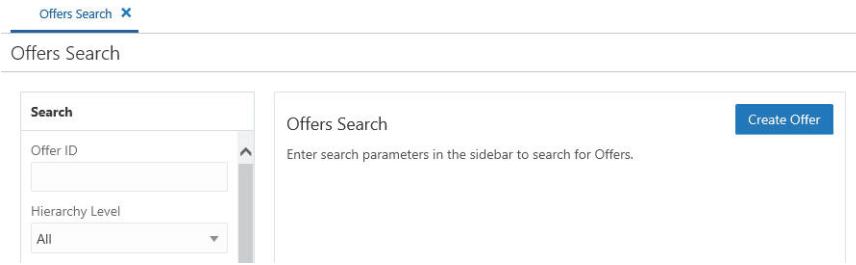 Offers Search
Offers Search
Search
Offer ID
Hierarchy Level
All
Offers Search
Create Offer
Enter search parameters in the sidebar to search for Offers.